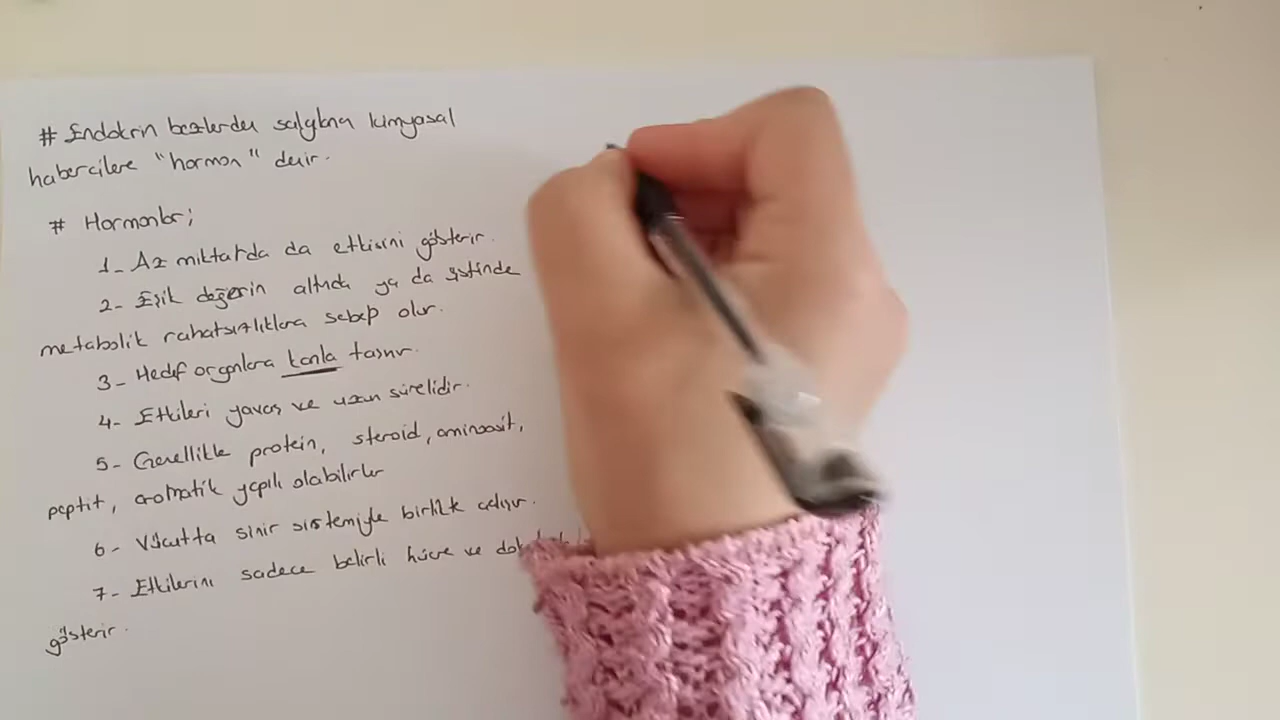 # Endokrin bezlerden salgılanan kimyasal
habercilere "hormon" denir.
# Hormonlar;
1- Az miktarda da etkisini gösterir.
2- Eşik değerin altında ya da üstünde
metabolik rahatsızlıklara sebep olur.
3- Hedef organlara kanla taşınır.
4- Etkileri yavaş ve uzun sürelidir.
5- Genellikle protein, steroid, aminoasit,
peptit, aromatik yapılı olabilirler
6- Vücutta sinir sistemiyle birlikte çalışır.
7- Etkilerini sadece belirli hücre ve
gösterir.